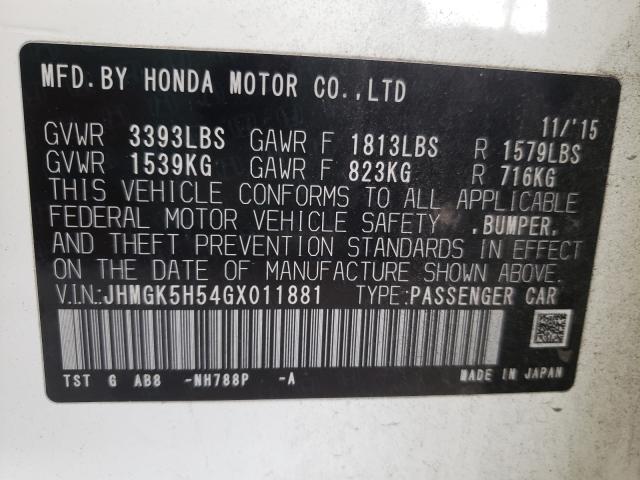 MFD.BY HONDA MOTOR CO.,LTD
11/'15
GVWR 3393LBS GAWR F 1813LBS R 1579LBS
GVWR 1539KG GAWR F 823KG R 716KG
THIS VEHICLE CONFORMS TO ALL APPLICABLE
FEDERAL MOTOR VEHICLE SAFETY ,BUMPER,
AND THEFT PREVENTION STANDARDS IN EFFECT
ON THE DATE OF MANUFACTURE SHOWN ABOVE.
V.I.N.:JHMGK5H54GX011881 TYPE:PASSENGER CAR
TST G AB8 -NH788P -A MADE IN JAPAN